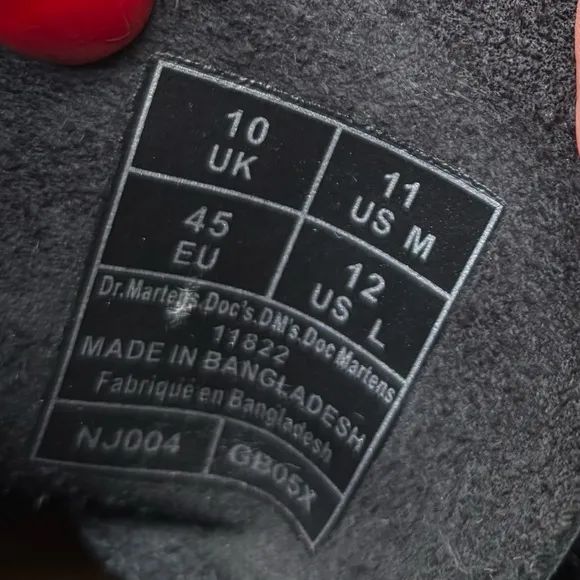 10
UK
11
US M
45
EU
12
US L
Dr.Martens.Doc's.DM's.Doc Martens
11822
MADE IN BANGLADESH
Fabriqué en Bangladesh
NJ004
GB05X